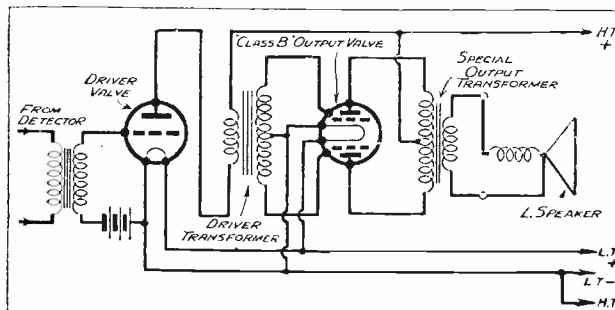 "CLASS B" OUTPUT VALVE
H.T.
+
DRIVER
VALVE
SPECIAL
OUTPUT
TRANSFORMER
FROM
DETECTOR
DRIVER
TRANSFORMER
L. SPEAKER
L.T.
+
L.T-
H.T.